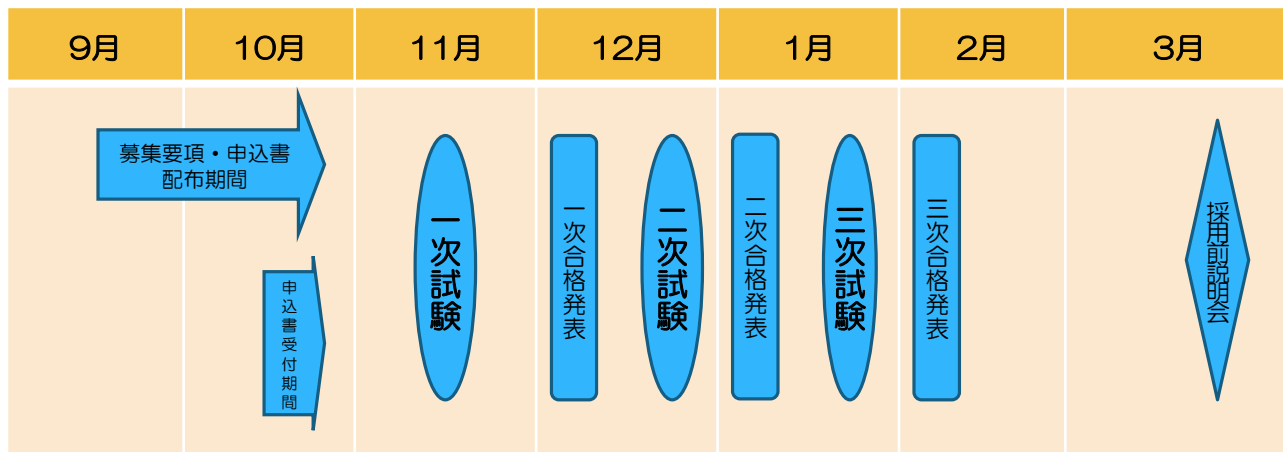 9月
10月
11月
12月
1月
2月
3月
募集要項・申込書
配布期間
申込書受付期間
一次試験
一次合格発表
二次試験
二次合格発表
三次試験
三次合格発表
採用前説明会